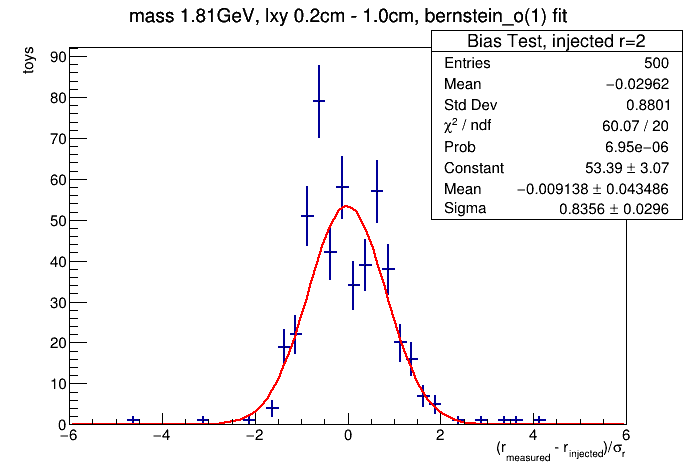 mass 1.81GeV, lxy 0.2cm - 1.0cm, bernstein_o(1) fit
Bias Test, injected r=2
Entries 500
Mean −0.02962
Std Dev 0.8801
χ² / ndf 60.07 / 20
Prob 6.95e−06
Constant 53.39 ± 3.07
Mean −0.009138 ± 0.043486
Sigma 0.8356 ± 0.0296
toys
90
80
70
60
50
40
30
20
10
0
−6 −4 −2 0 2 4 6
(r_measured - r_injected)/σ_r